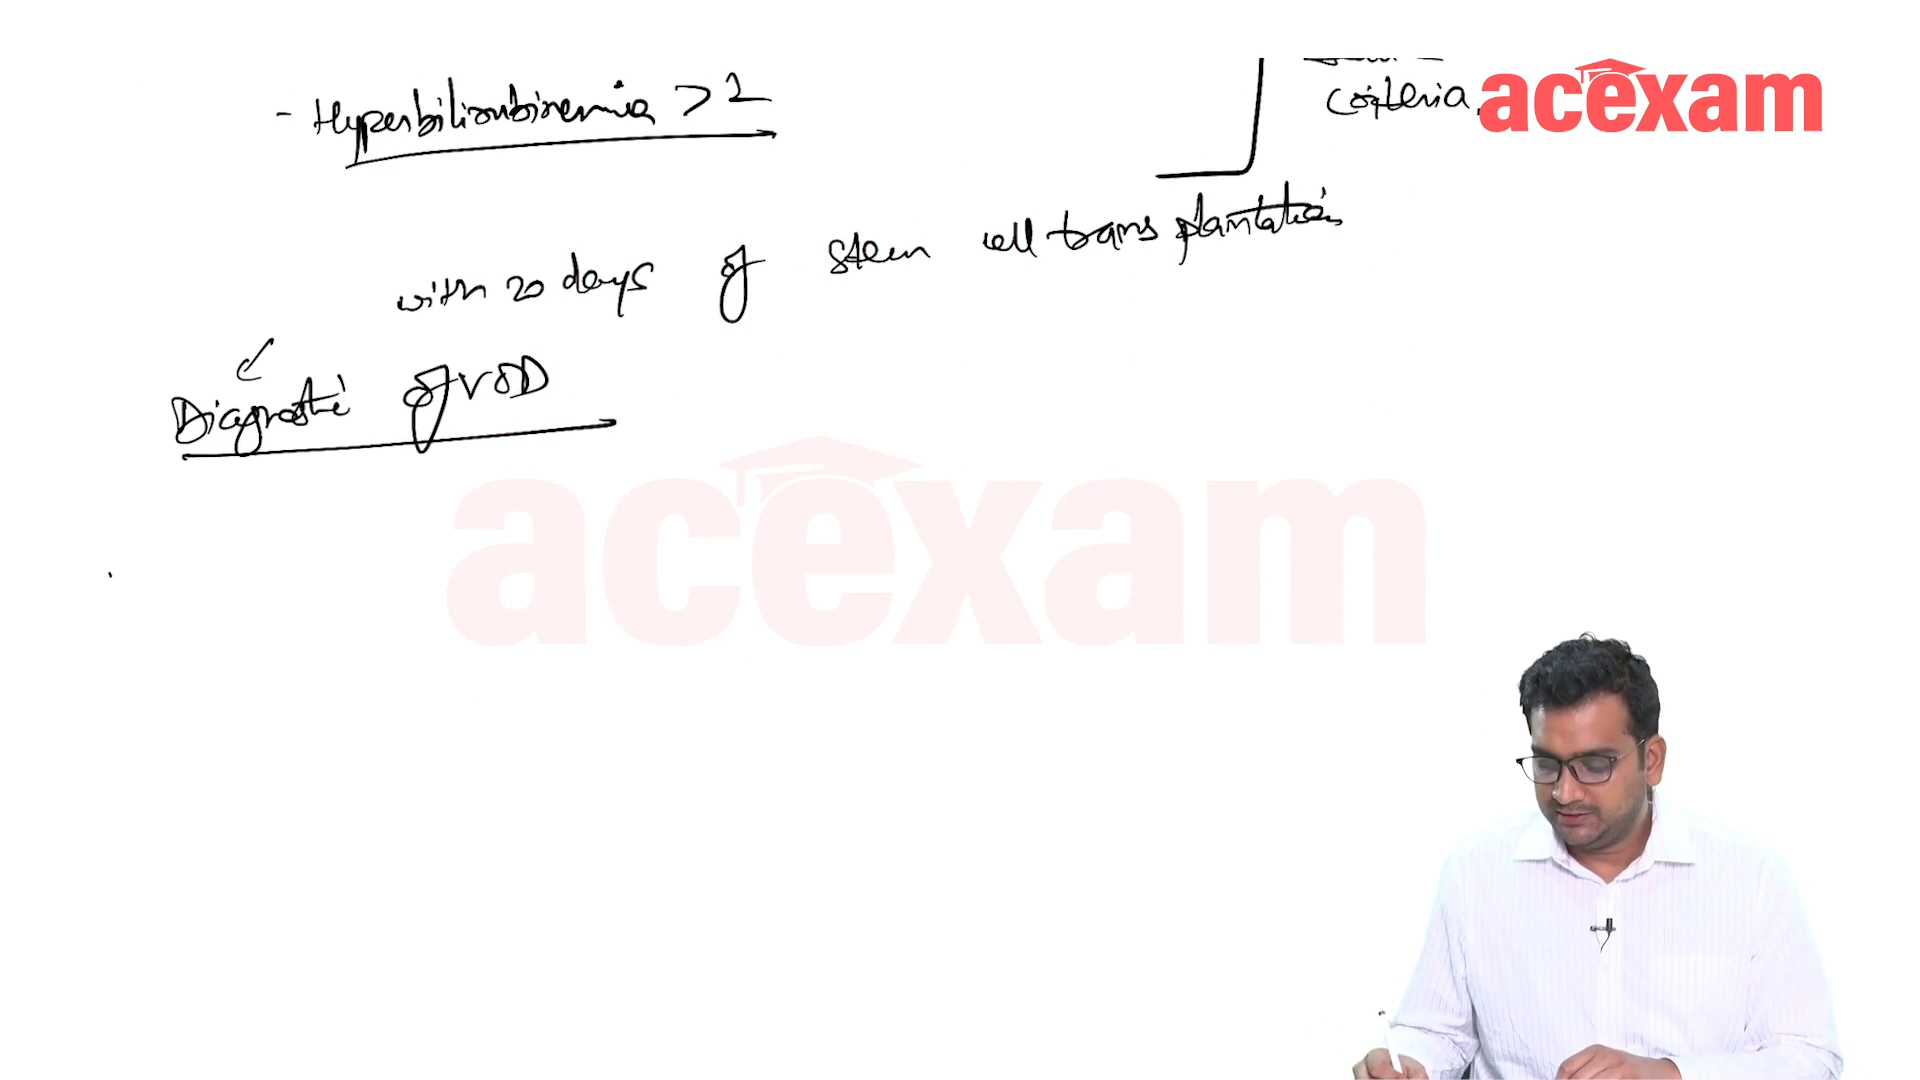 - Hyperbilirubinemia > 2
criteria.
acexam
with 20 days of stem cell transplantation
Diagnostic of VOD
acexam